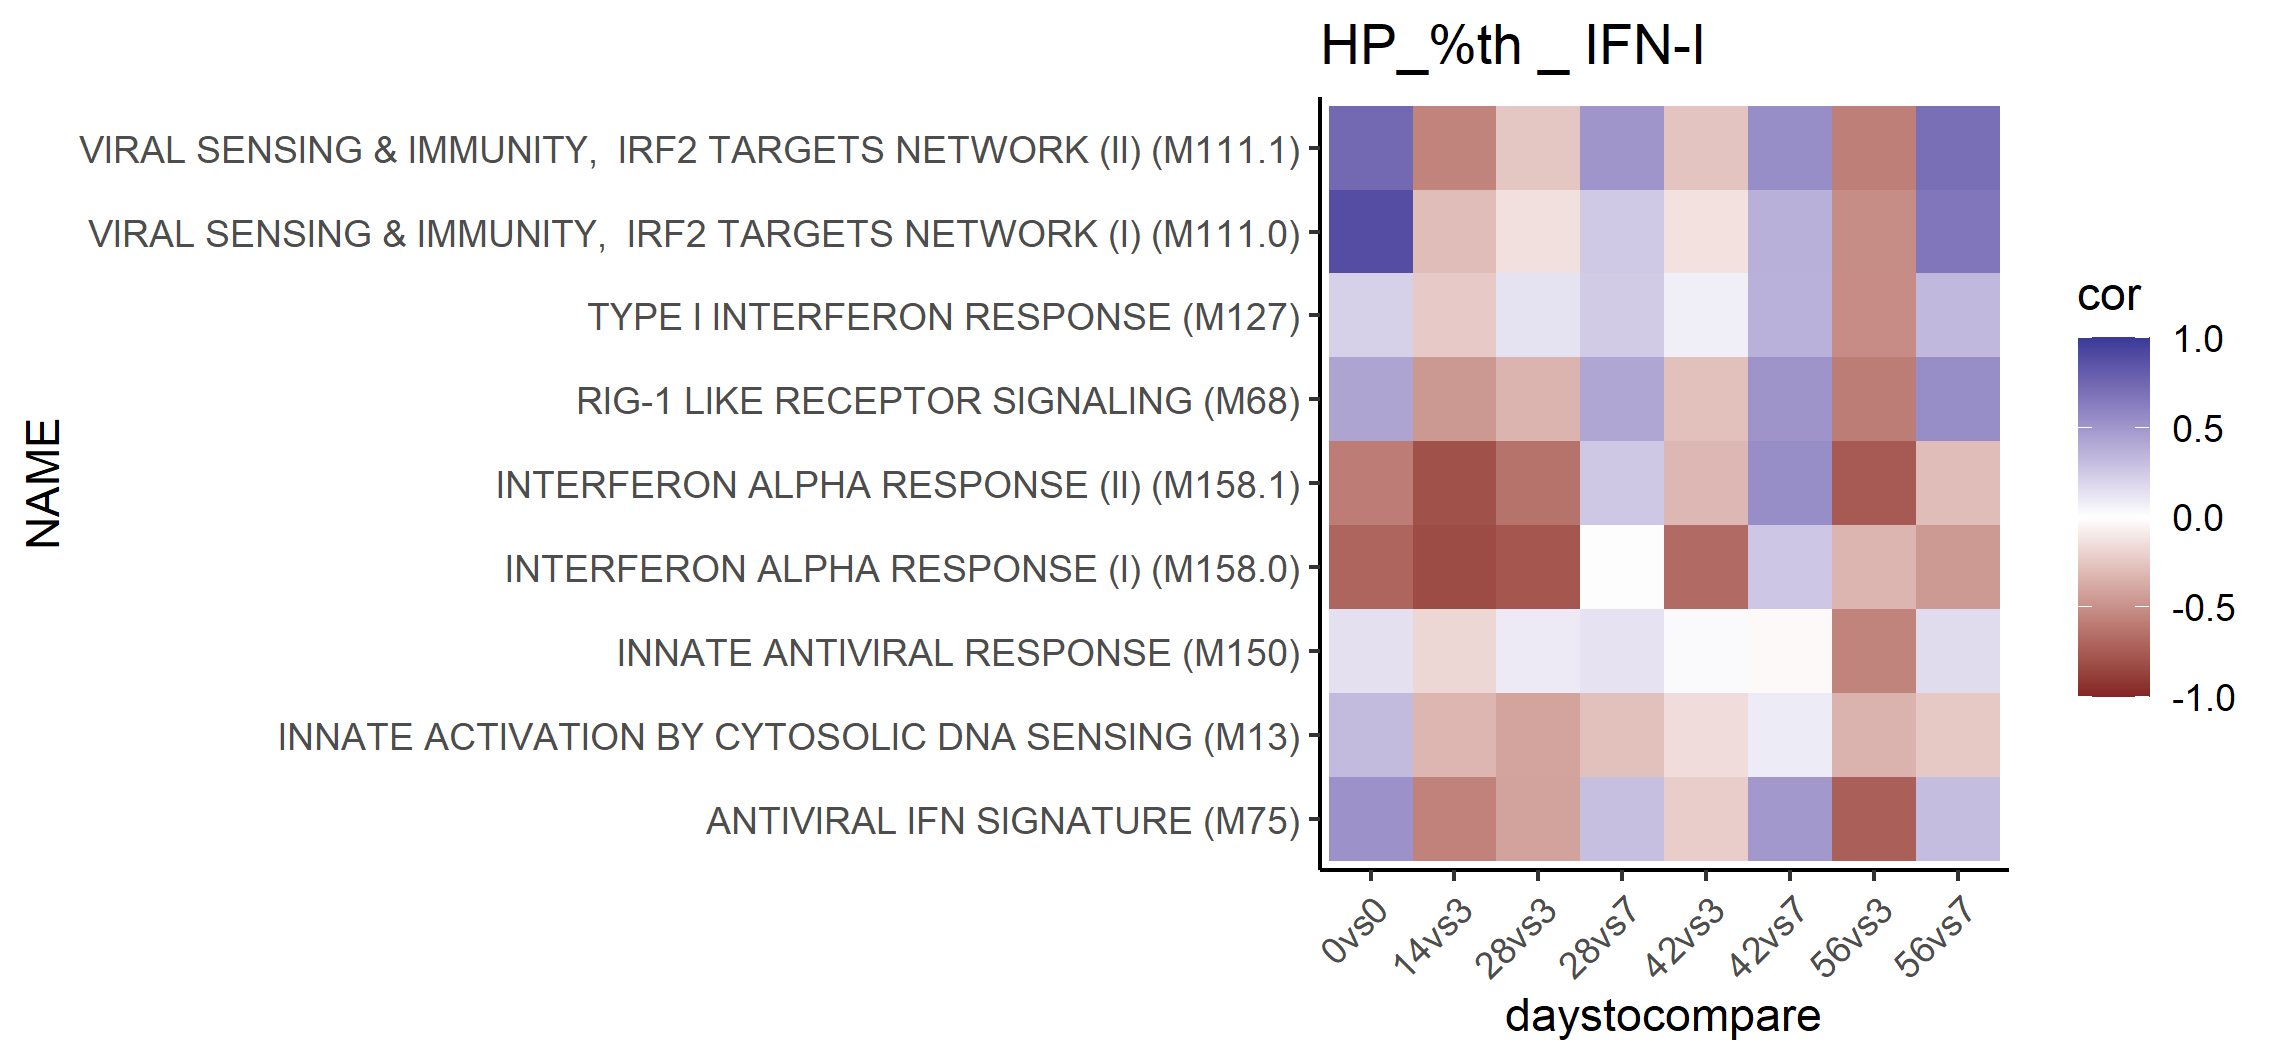 HP_%th _ IFN-I
VIRAL SENSING & IMMUNITY,  IRF2 TARGETS NETWORK (II) (M111.1)
VIRAL SENSING & IMMUNITY,  IRF2 TARGETS NETWORK (I) (M111.0)
TYPE I INTERFERON RESPONSE (M127)
RIG-1 LIKE RECEPTOR SIGNALING (M68)
INTERFERON ALPHA RESPONSE (II) (M158.1)
INTERFERON ALPHA RESPONSE (I) (M158.0)
INNATE ANTIVIRAL RESPONSE (M150)
INNATE ACTIVATION BY CYTOSOLIC DNA SENSING (M13)
ANTIVIRAL IFN SIGNATURE (M75)
NAME
0vs0
14vs3
28vs3
28vs7
42vs3
42vs7
56vs3
56vs7
daystocompare
cor
1.0
0.5
0.0
-0.5
-1.0